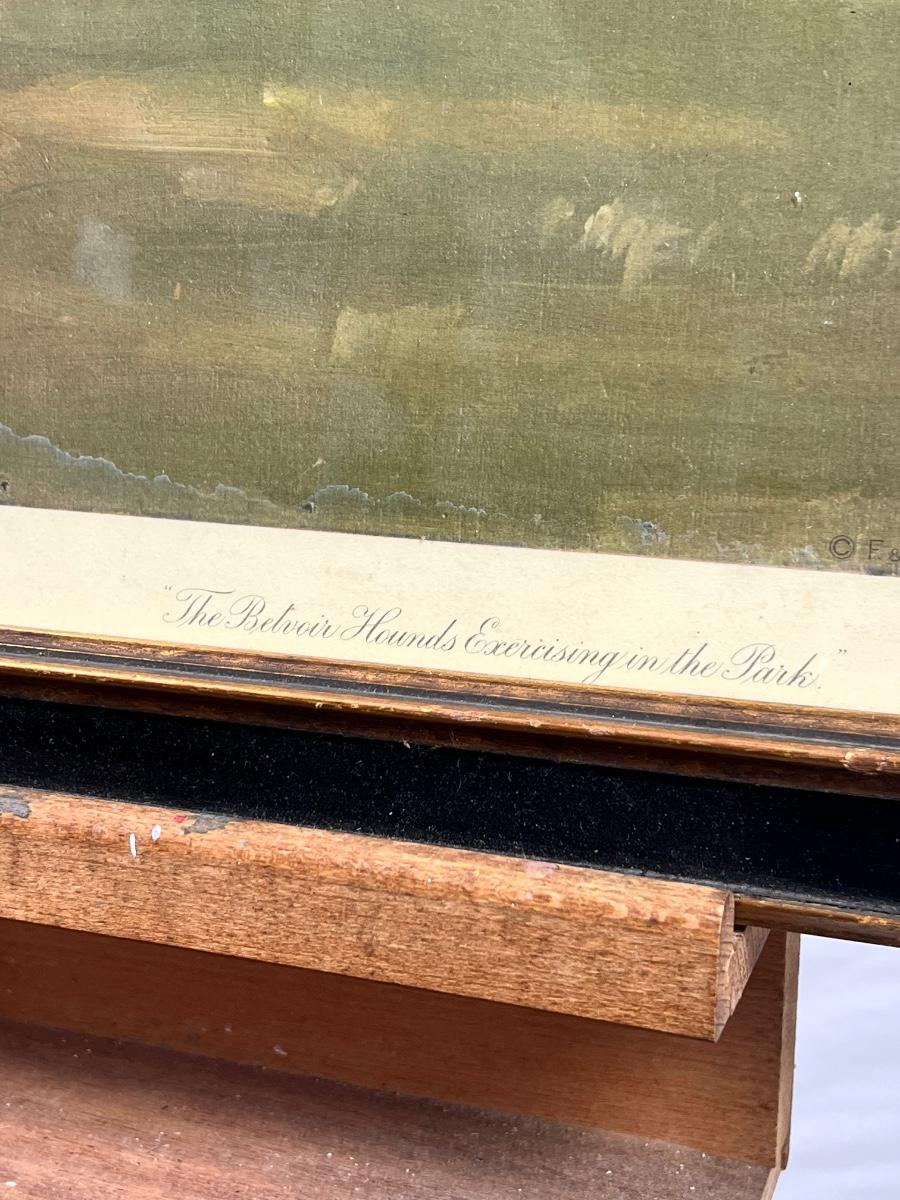 © F. &
"The Belvoir Hounds Exercising in the Park."